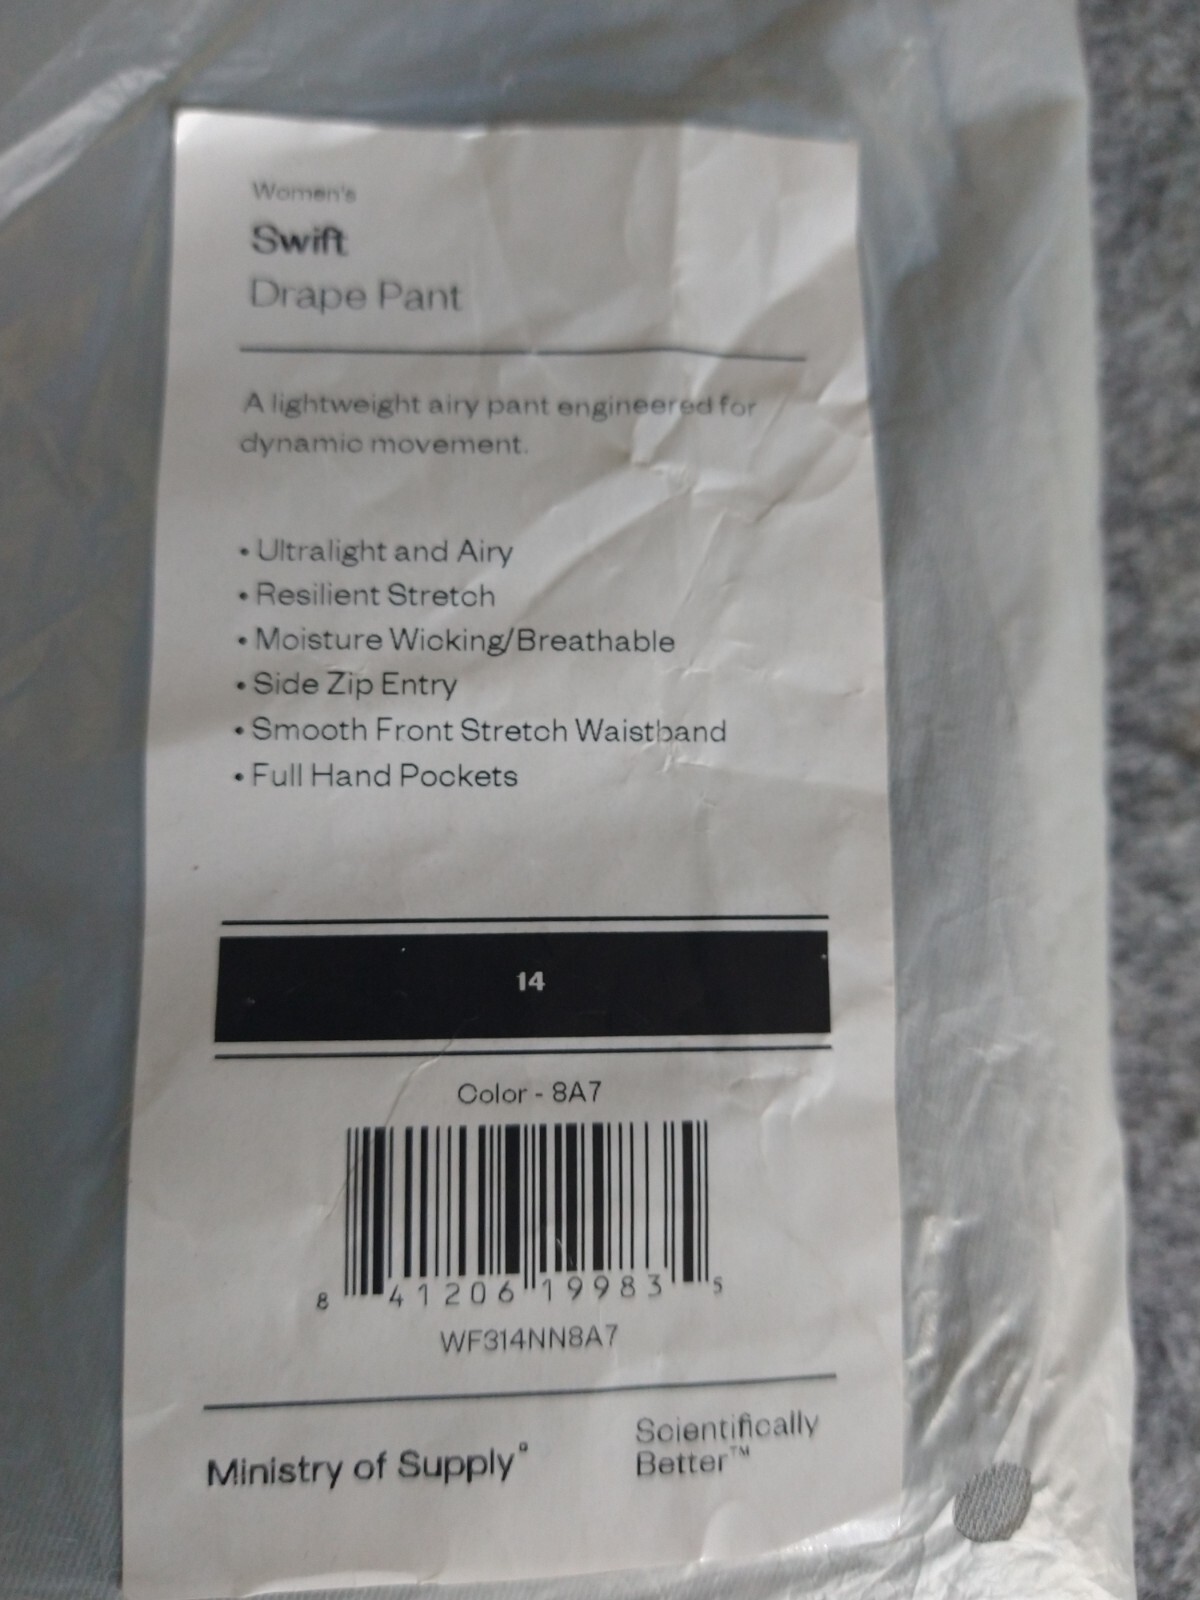 Women's
Swift
Drape Pant
A lightweight airy pant engineered for
dynamic movement.
• Ultralight and Airy
• Resilient Stretch
• Moisture Wicking/Breathable
• Side Zip Entry
• Smooth Front Stretch Waistband
• Full Hand Pockets
14
Color - 8A7
8 41206 19983 5
WF314NN8A7
Ministry of Supply®
Scientifically
Better™